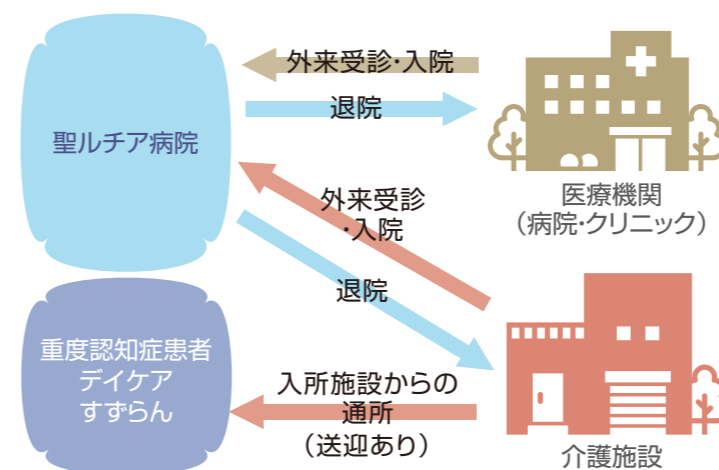 外来受診・入院
退院
聖ルチア病院
医療機関
（病院・クリニック）
外来受診
・入院
退院
重度認知症患者
デイケア
すずらん
入所施設からの
通所
（送迎あり）
介護施設